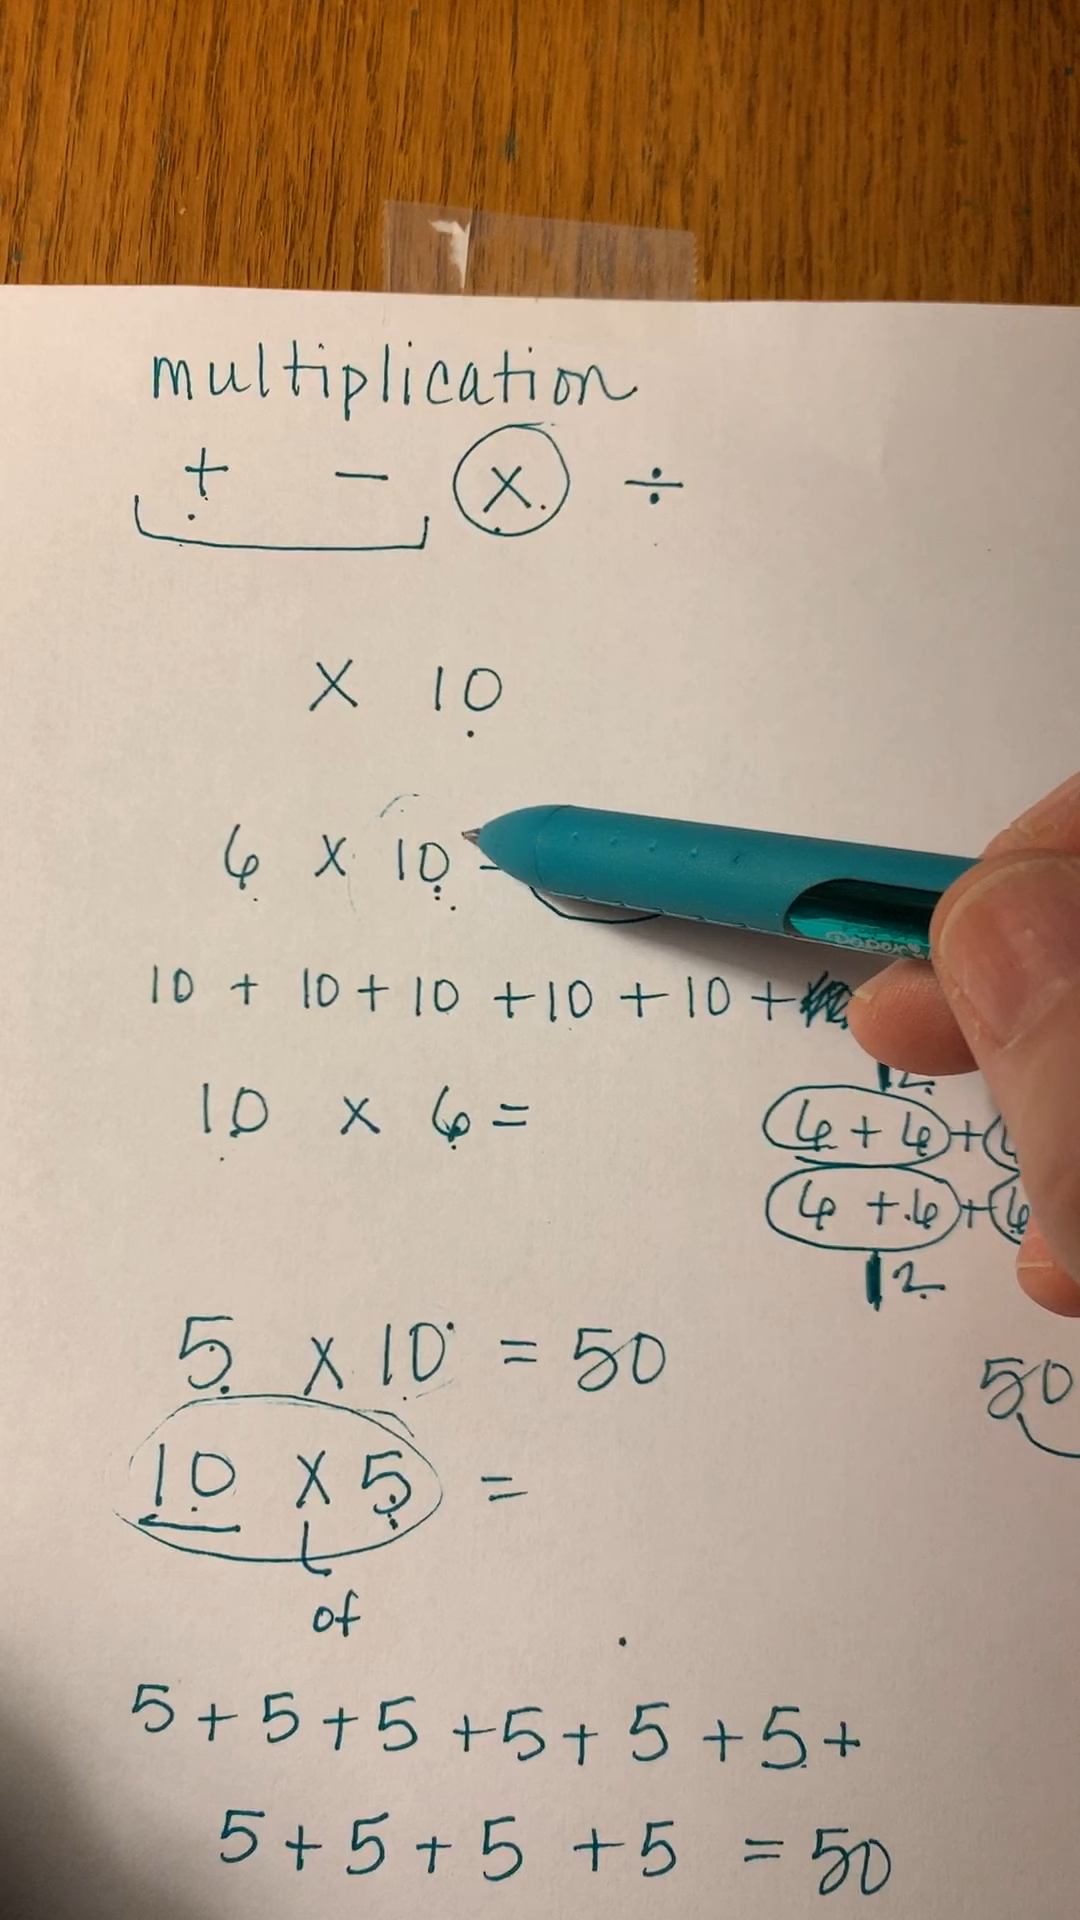 multiplication
+ - × ÷
× 10
6 × 10
10 + 10 + 10 + 10 + 10 +
10 × 6 =
12
6 + 6 +
6 + 6 + 6
12
5 × 10 = 50
50
10 × 5 =
of
5 + 5 + 5 + 5 + 5 + 5 +
5 + 5 + 5 + 5 = 50